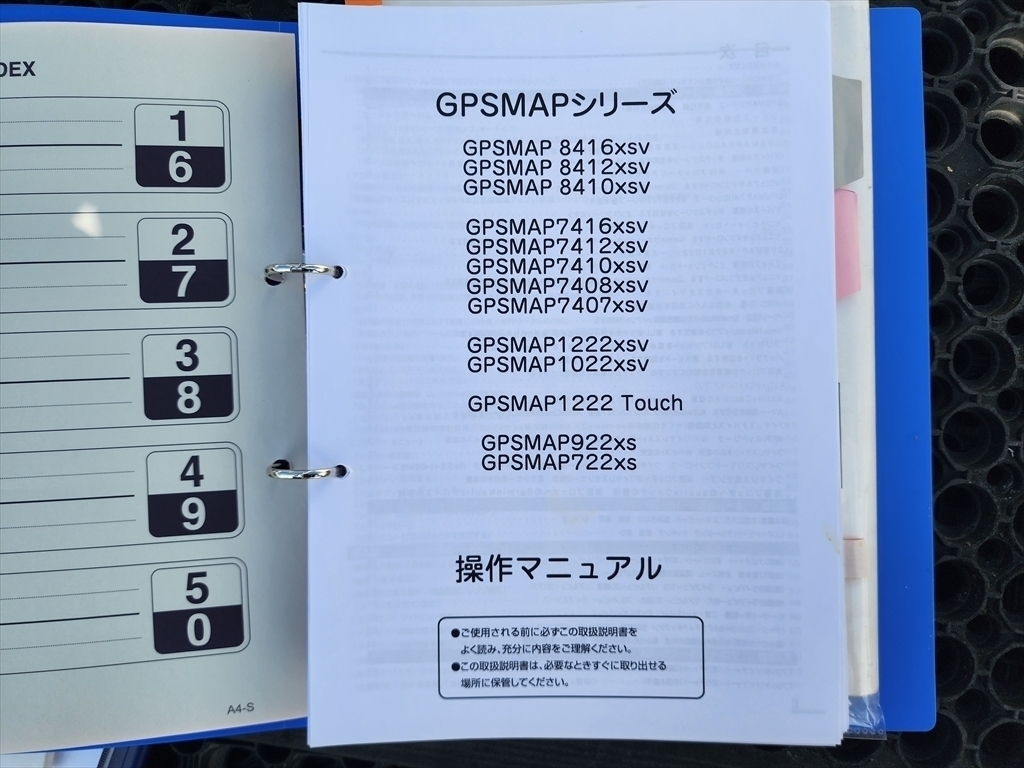 DEX
1
6
2
7
3
8
4
9
5
0
A4-S
GPSMAPシリーズ
GPSMAP 8416xsv
GPSMAP 8412xsv
GPSMAP 8410xsv
GPSMAP7416xsv
GPSMAP7412xsv
GPSMAP7410xsv
GPSMAP7408xsv
GPSMAP7407xsv
GPSMAP1222xsv
GPSMAP1022xsv
GPSMAP1222 Touch
GPSMAP922xs
GPSMAP722xs
操作マニュアル
●ご使用される前に必ずこの取扱説明書を
よく読み、充分に内容をご理解ください。
●この取扱説明書は、必要なときすぐに取り出せる
場所に保管してください。